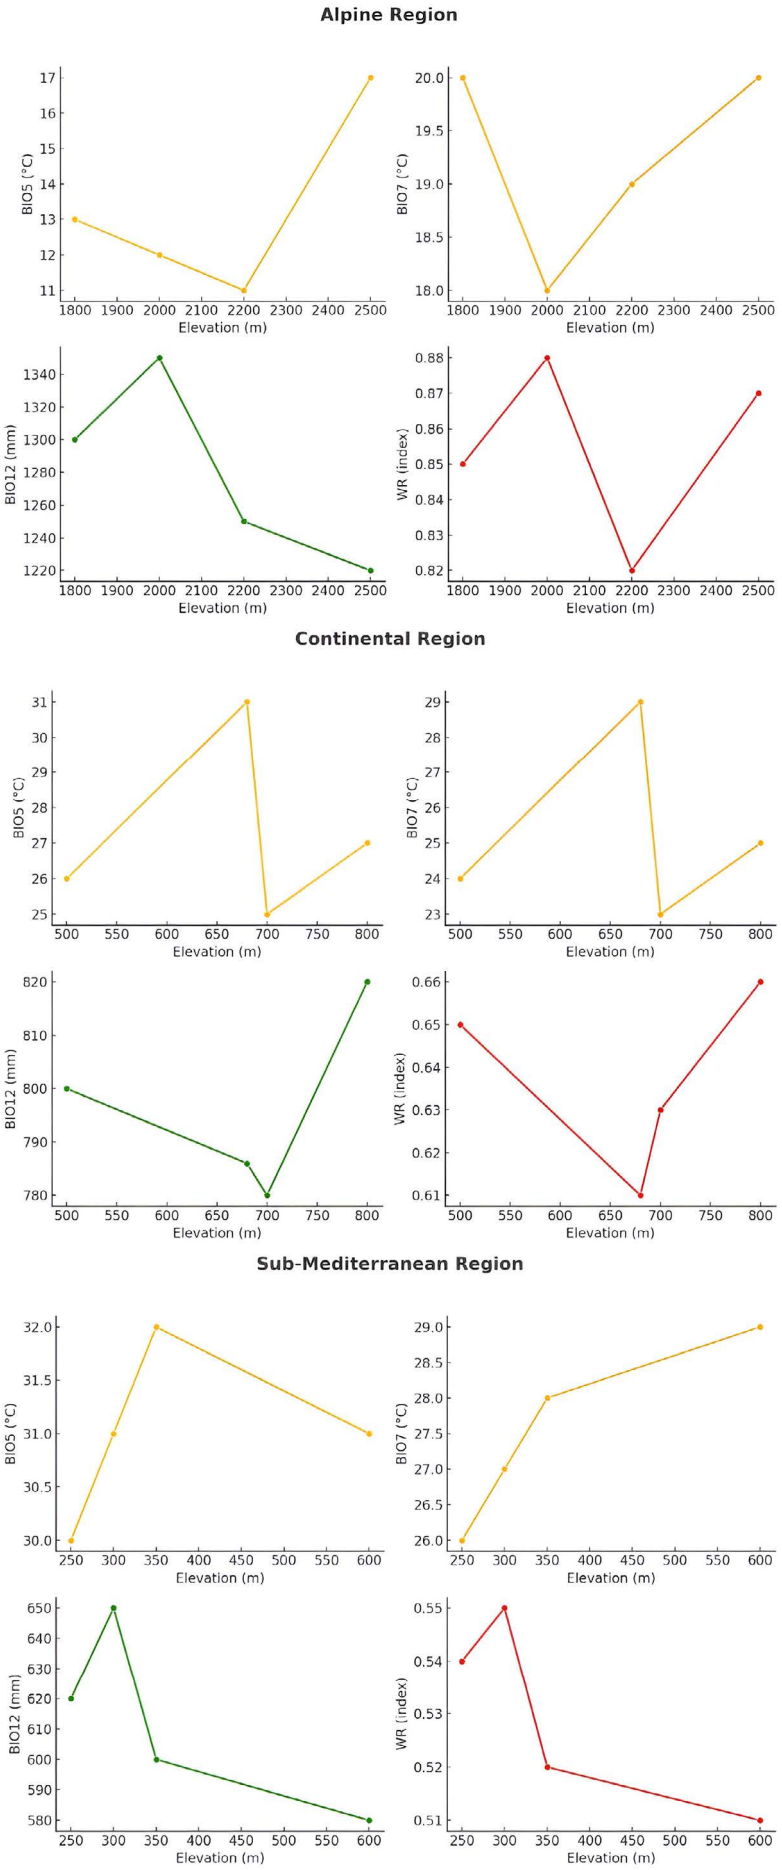 Alpine Region
17
16
15
14
13
12
11
BIO5 (°C)
1800 1900 2000 2100 2200 2300 2400 2500
Elevation (m)
20.0
19.5
19.0
18.5
18.0
BIO7 (°C)
1800 1900 2000 2100 2200 2300 2400 2500
Elevation (m)
1340
1320
1300
1280
1260
1240
1220
BIO12 (mm)
1800 1900 2000 2100 2200 2300 2400 2500
Elevation (m)
0.88
0.87
0.86
0.85
0.84
0.83
0.82
WR (index)
1800 1900 2000 2100 2200 2300 2400 2500
Elevation (m)
Continental Region
31
30
29
28
27
26
25
BIO5 (°C)
500 550 600 650 700 750 800
Elevation (m)
29
28
27
26
25
24
23
BIO7 (°C)
500 550 600 650 700 750 800
Elevation (m)
820
810
800
790
780
BIO12 (mm)
500 550 600 650 700 750 800
Elevation (m)
0.66
0.65
0.64
0.63
0.62
0.61
WR (index)
500 550 600 650 700 750 800
Elevation (m)
Sub-Mediterranean Region
32.0
31.5
31.0
30.5
30.0
BIO5 (°C)
250 300 350 400 450 500 550 600
Elevation (m)
29.0
28.5
28.0
27.5
27.0
26.5
26.0
BIO7 (°C)
250 300 350 400 450 500 550 600
Elevation (m)
650
640
630
620
610
600
590
580
BIO12 (mm)
250 300 350 400 450 500 550 600
Elevation (m)
0.55
0.54
0.53
0.52
0.51
WR (index)
250 300 350 400 450 500 550 600
Elevation (m)